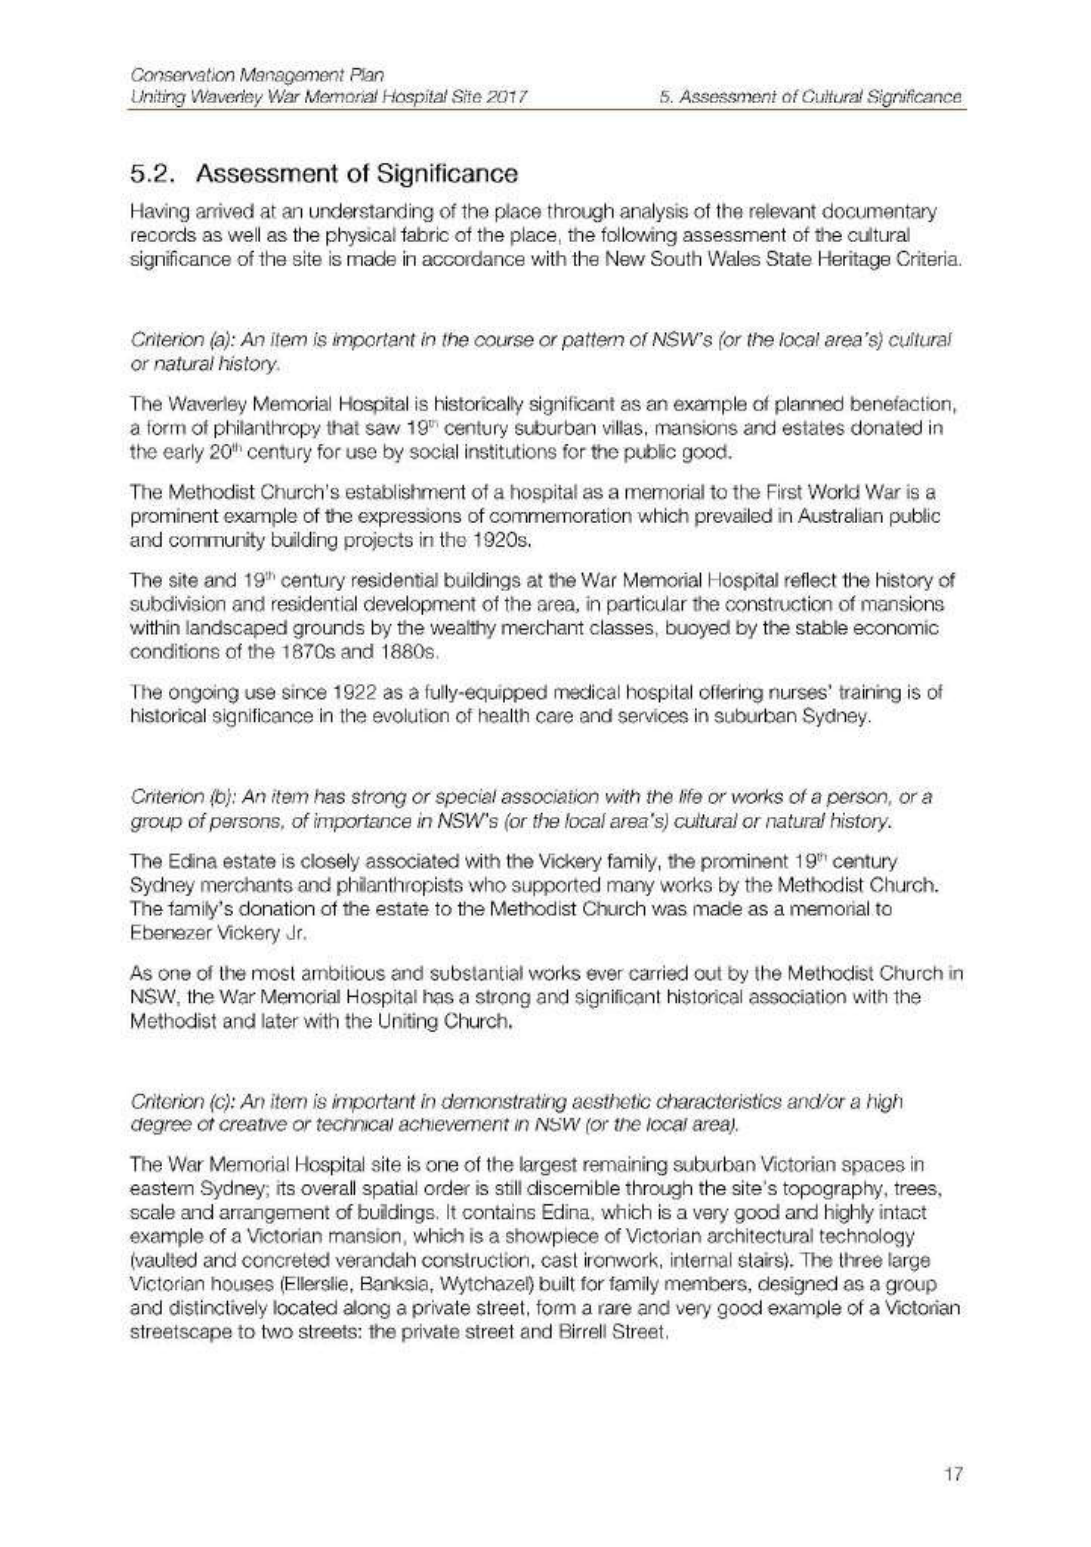 Conservation Management Plan
Uniting Waverley War Memorial Hospital Site 2017 5. Assessment of Cultural Significance
5.2. Assessment of Significance
Having arrived at an understanding of the place through analysis of the relevant documentary
records as well as the physical fabric of the place, the following assessment of the cultural
significance of the site is made in accordance with the New South Wales State Heritage Criteria.
Criterion (a): An item is important in the course or pattern of NSW's (or the local area's) cultural
or natural history.
The Waverley Memorial Hospital is historically significant as an example of planned benefaction,
a form of philanthropy that saw 19th century suburban villas, mansions and estates donated in
the early 20th century for use by social institutions for the public good.
The Methodist Church's establishment of a hospital as a memorial to the First World War is a
prominent example of the expressions of commemoration which prevailed in Australian public
and community building projects in the 1920s.
The site and 19th century residential buildings at the War Memorial Hospital reflect the history of
subdivision and residential development of the area, in particular the construction of mansions
within landscaped grounds by the wealthy merchant classes, buoyed by the stable economic
conditions of the 1870s and 1880s.
The ongoing use since 1922 as a fully-equipped medical hospital offering nurses' training is of
historical significance in the evolution of health care and services in suburban Sydney.
Criterion (b): An item has strong or special association with the life or works of a person, or a
group of persons, of importance in NSW's (or the local area's) cultural or natural history.
The Edina estate is closely associated with the Vickery family, the prominent 19th century
Sydney merchants and philanthropists who supported many works by the Methodist Church.
The family's donation of the estate to the Methodist Church was made as a memorial to
Ebenezer Vickery Jr.
As one of the most ambitious and substantial works ever carried out by the Methodist Church in
NSW, the War Memorial Hospital has a strong and significant historical association with the
Methodist and later with the Uniting Church.
Criterion (c): An item is important in demonstrating aesthetic characteristics and/or a high
degree of creative or technical achievement in NSW (or the local area).
The War Memorial Hospital site is one of the largest remaining suburban Victorian spaces in
eastern Sydney; its overall spatial order is still discernible through the site's topography, trees,
scale and arrangement of buildings. It contains Edina, which is a very good and highly intact
example of a Victorian mansion, which is a showpiece of Victorian architectural technology
(vaulted and concreted verandah construction, cast ironwork, internal stairs). The three large
Victorian houses (Ellerslie, Banksia, Wytchazel) built for family members, designed as a group
and distinctively located along a private street, form a rare and very good example of a Victorian
streetscape to two streets: the private street and Birrell Street.
17